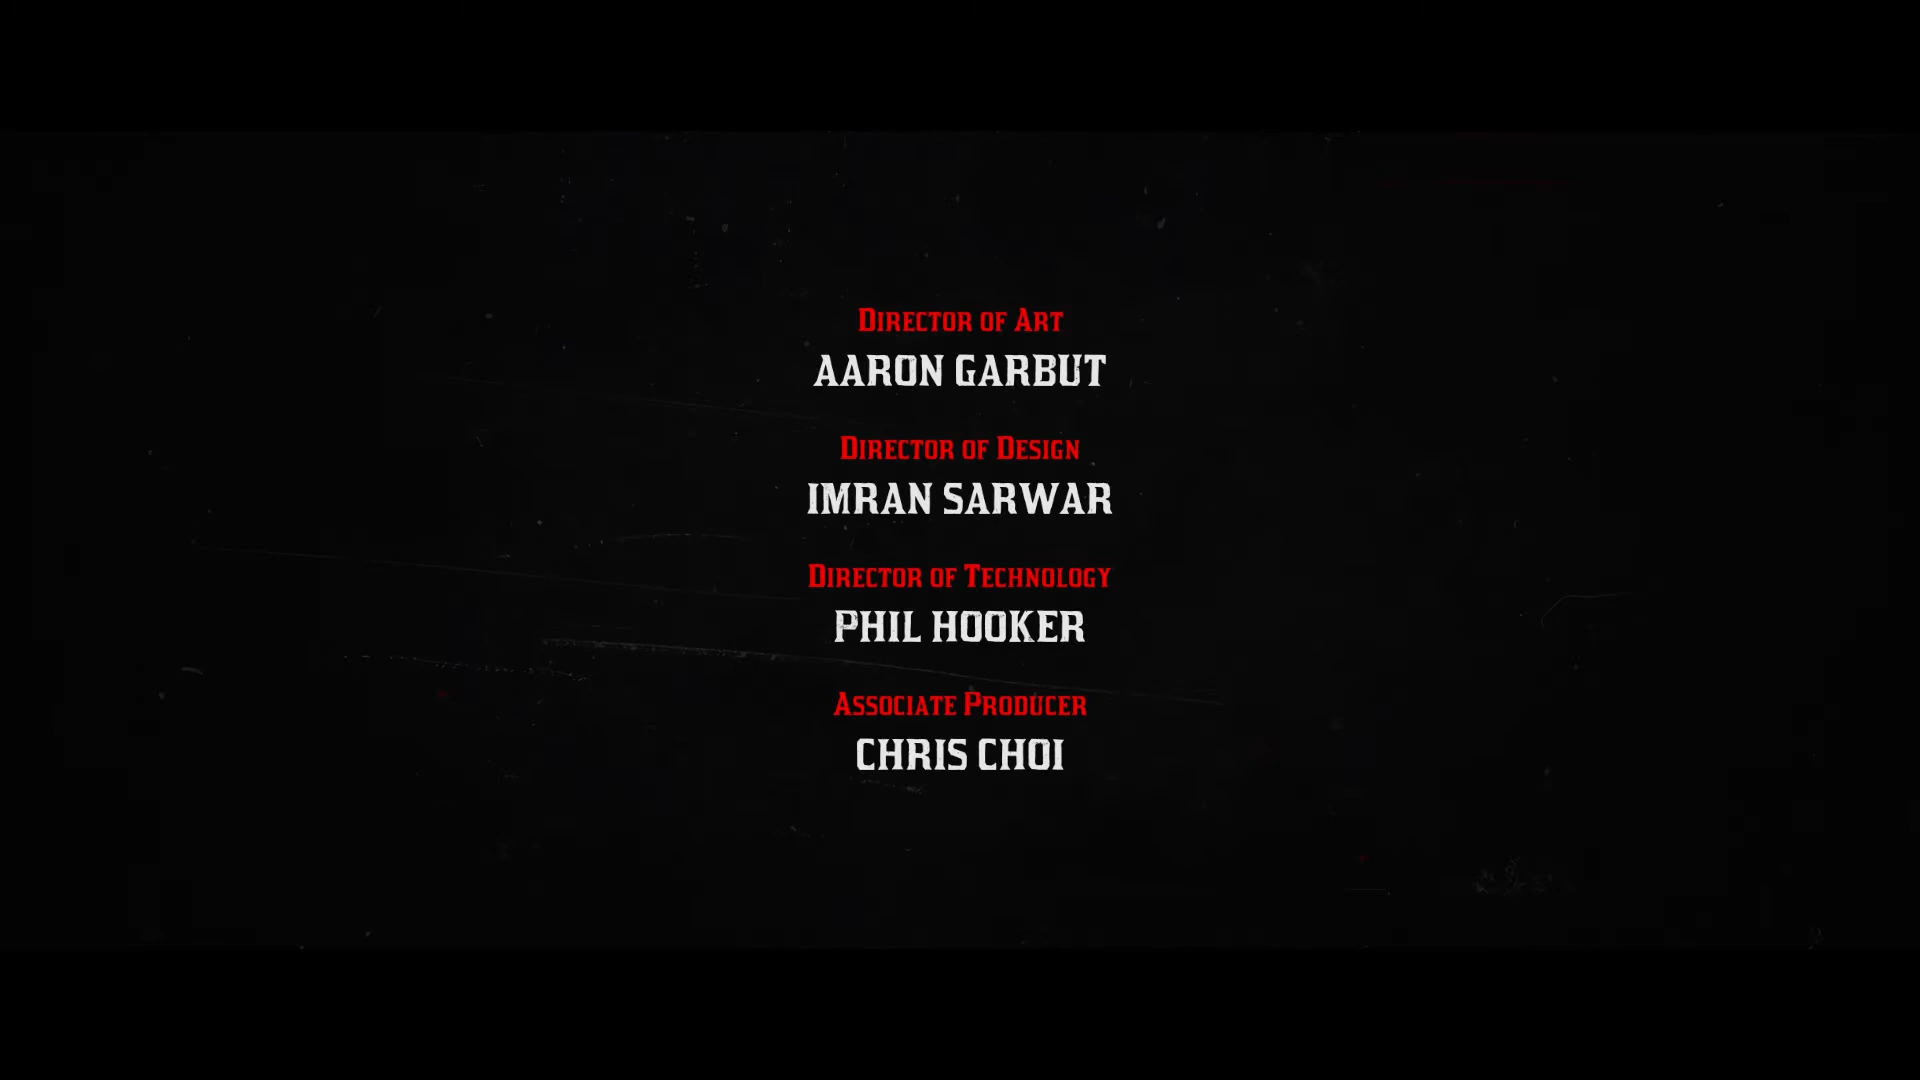 Director of Art
AARON GARBUT
Director of Design
IMRAN SARWAR
Director of Technology
PHIL HOOKER
Associate Producer
CHRIS CHOI